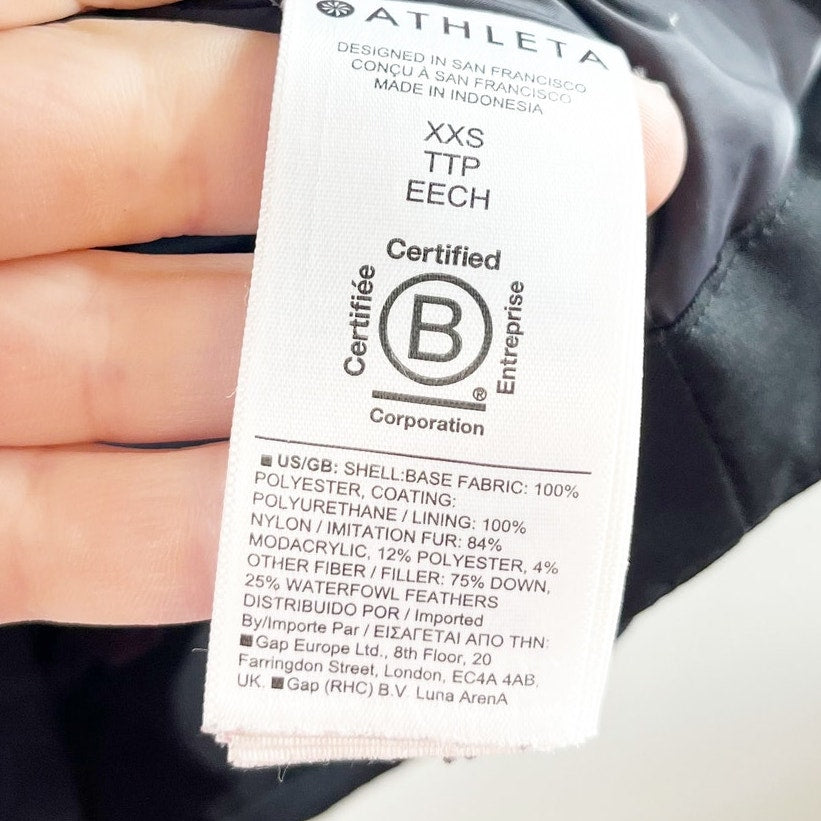 ATHLETA
DESIGNED IN SAN FRANCISCO
CONÇU À SAN FRANCISCO
MADE IN INDONESIA
XXS
TTP
EECH
Certified
Certifiée
B
Entreprise
®
Corporation
US/GB: SHELL:BASE FABRIC: 100%
POLYESTER, COATING:
POLYURETHANE / LINING: 100%
NYLON / IMITATION FUR: 84%
MODACRYLIC, 12% POLYESTER, 4%
OTHER FIBER / FILLER: 75% DOWN,
25% WATERFOWL FEATHERS
DISTRIBUIDO POR / Imported
By/Importe Par / ΕΙΣΑΓΕΤΑΙ ΑΠΟ ΤΗΝ:
Gap Europe Ltd., 8th Floor, 20
Farringdon Street, London, EC4A 4AB,
UK. Gap (RHC) B.V. Luna ArenA